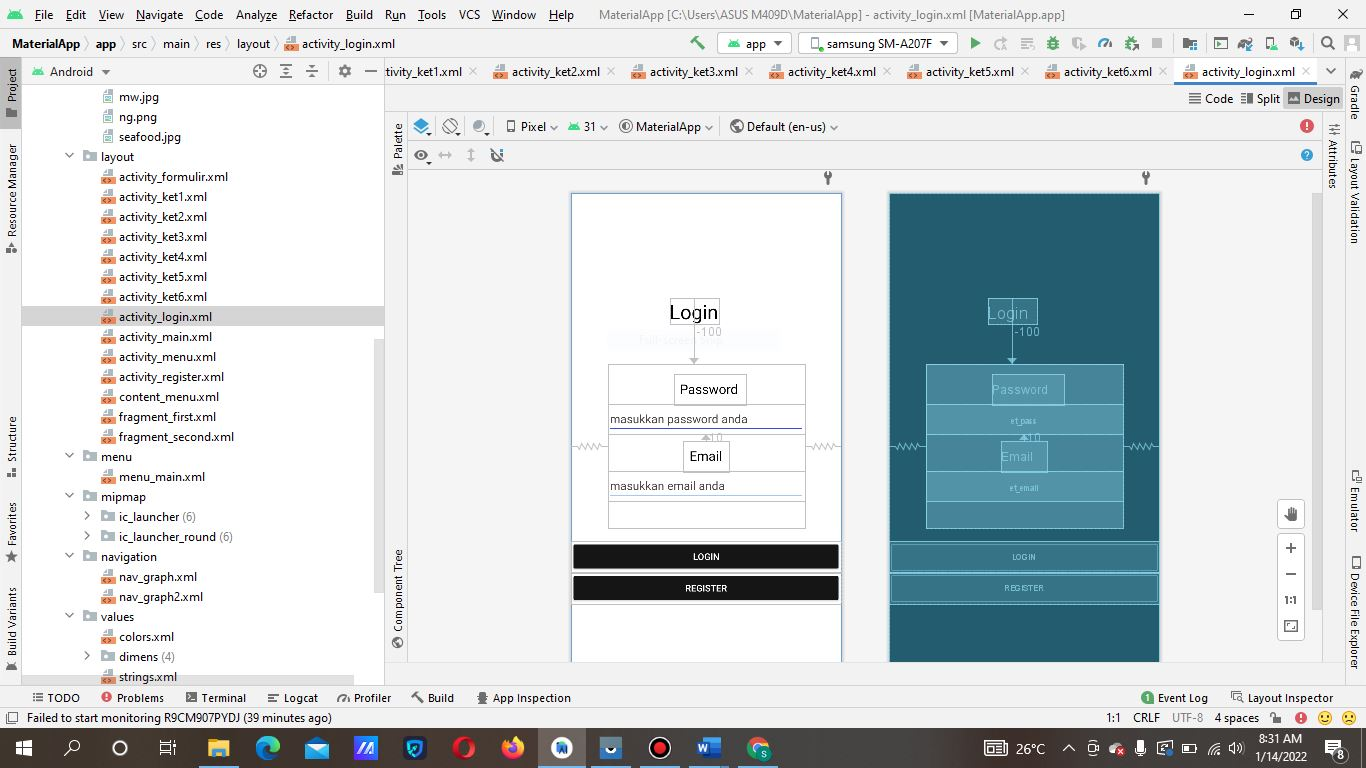 File Edit View Navigate Code Analyze Refactor Build Run Tools VCS Window Help MaterialApp [C:\Users\ASUS M409D\MaterialApp] - activity_login.xml [MaterialApp.app]
MaterialApp app src main res layout activity_login.xml app samsung SM-A207F
Android tivity_ket1.xml activity_ket2.xml activity_ket3.xml activity_ket4.xml activity_ket5.xml activity_ket6.xml activity_login.xml
Code Split Design
Pixel 31 MaterialApp Default (en-us)
Project
Resource Manager
Structure
Favorites
Build Variants
mw.jpg
ng.png
seafood.jpg
layout
activity_formulir.xml
activity_ket1.xml
activity_ket2.xml
activity_ket3.xml
activity_ket4.xml
activity_ket5.xml
activity_ket6.xml
activity_login.xml
activity_main.xml
activity_menu.xml
activity_register.xml
content_menu.xml
fragment_first.xml
fragment_second.xml
menu
menu_main.xml
mipmap
ic_launcher (6)
ic_launcher_round (6)
navigation
nav_graph.xml
nav_graph2.xml
values
colors.xml
dimens (4)
strings.xml
Palette
Component Tree
Login
-100
Password
masukkan password anda
10
Email
masukkan email anda
LOGIN
REGISTER
Login
-100
Password
et_pass
10
Email
et_email
LOGIN
REGISTER
1:1
Attributes
Gradle
Layout Validation
Emulator
Device File Explorer
TODO Problems Terminal Logcat Profiler Build App Inspection 1 Event Log Layout Inspector
Failed to start monitoring R9CM907PYDJ (39 minutes ago) 1:1 CRLF UTF-8 4 spaces
26°C 8:31 AM
1/14/2022 8